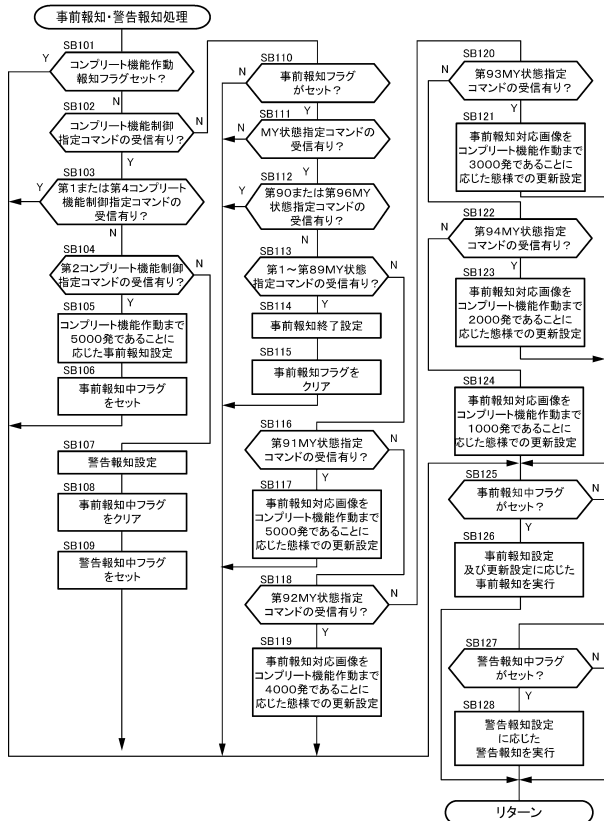 事前報知・警告報知処理
SB101
コンプリート機能作動
報知フラグセット？
Y
N
SB102
コンプリート機能制御
指定コマンドの受信有り？
N
Y
SB103
第1または第4コンプリート
機能制御指定コマンドの
受信有り？
Y
N
SB104
第2コンプリート機能制御
指定コマンドの受信有り？
N
Y
SB105
コンプリート機能作動まで
5000発であることに
応じた事前報知設定
SB106
事前報知中フラグ
をセット
SB107
警告報知設定
SB108
事前報知中フラグ
をクリア
SB109
警告報知中フラグ
をセット
SB110
事前報知フラグ
がセット？
N
Y
SB111
MY状態指定コマンドの
受信有り？
N
Y
SB112
第90または第96MY
状態指定コマンドの
受信有り？
Y
N
SB113
第1～第89MY状態
指定コマンドの受信有り？
N
Y
SB114
事前報知終了設定
SB115
事前報知フラグを
クリア
SB116
第91MY状態指定
コマンドの受信有り？
N
Y
SB117
事前報知対応画像を
コンプリート機能作動まで
5000発であることに
応じた態様での更新設定
SB118
第92MY状態指定
コマンドの受信有り？
N
Y
SB119
事前報知対応画像を
コンプリート機能作動まで
4000発であることに
応じた態様での更新設定
SB120
第93MY状態指定
コマンドの受信有り？
N
Y
SB121
事前報知対応画像を
コンプリート機能作動まで
3000発であることに
応じた態様での更新設定
SB122
第94MY状態指定
コマンドの受信有り？
N
Y
SB123
事前報知対応画像を
コンプリート機能作動まで
2000発であることに
応じた態様での更新設定
SB124
事前報知対応画像を
コンプリート機能作動まで
1000発であることに
応じた態様での更新設定
SB125
事前報知中フラグ
がセット？
N
Y
SB126
事前報知設定
及び更新設定に応じた
事前報知を実行
SB127
警告報知中フラグ
がセット？
N
Y
SB128
警告報知設定
に応じた
警告報知を実行
リターン